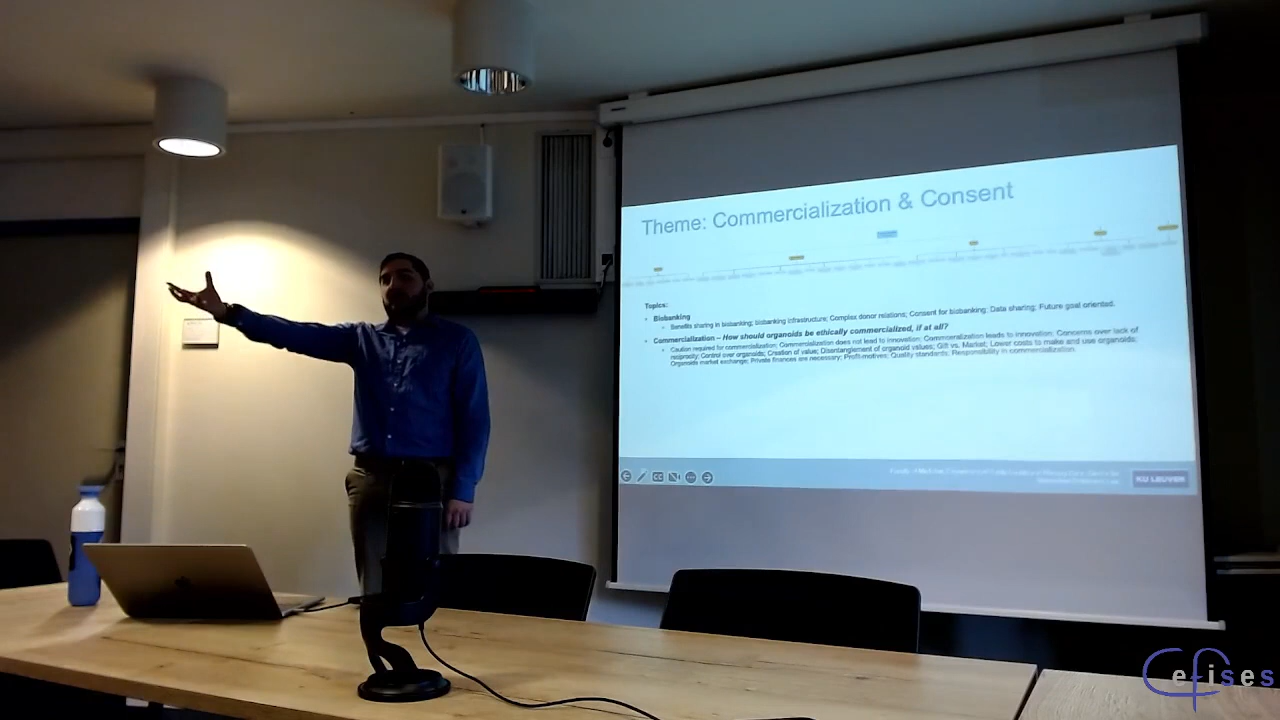 Theme: Commercialization & Consent
Topics:
• Biobanking
• Benefits sharing in biobanking; biobanking infrastructure; Complex donor relations; Consent for biobanking; Data sharing; Future goal oriented.
• Commercialization – How should organoids be ethically commercialized, if at all?
• Caution required for commercialization; Commercialization does not lead to innovation; Commercialization leads to innovation; Concerns over lack of
reciprocity; Control over organoids; Creation of value; Disentanglement of organoid values; Gift vs. Market; Lower costs to make and use organoids;
Organoids market exchange; Private finances are necessary; Profit-motives; Quality standards; Responsibility in commercialization.
KU LEUVEN
Cefises